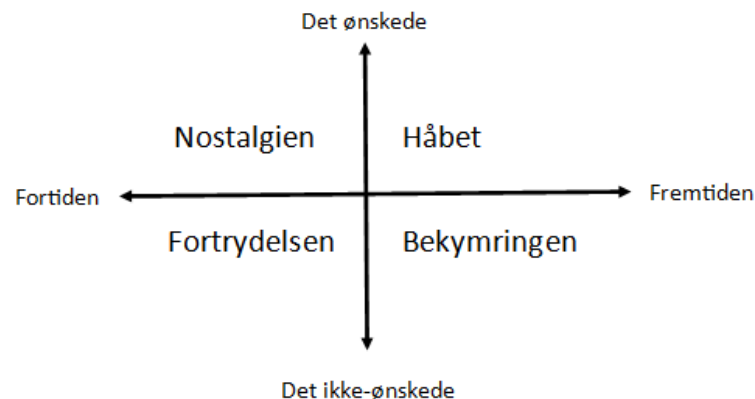 Det ønskede
Nostalgien
Håbet
Fortiden
Fremtiden
Fortrydelsen
Bekymringen
Det ikke-ønskede